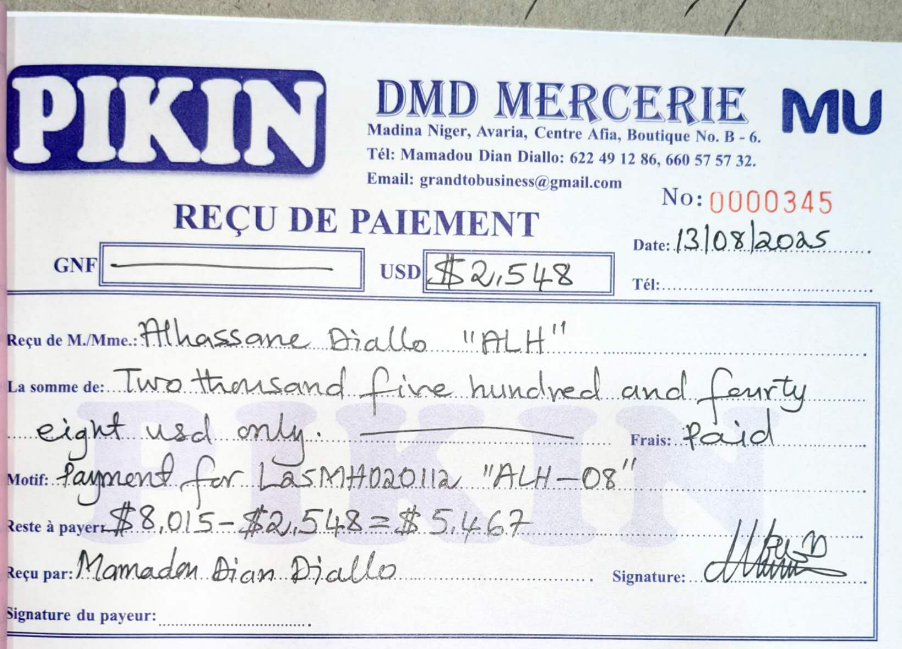 PIKIN
DMD MERCERIE
MU
Madina Niger, Avaria, Centre Afia, Boutique No. B - 6.
Tél: Mamadou Dian Diallo: 622 49 12 86, 660 57 57 32.
Email: grandtobusiness@gmail.com
No: 0000345
REÇU DE PAIEMENT
Date: 13/08/2025
GNF
USD $2,548
Tél:
Reçu de M./Mme.: Alhassane Diallo "ALH"
La somme de: Two thousand five hundred and fourty
eight usd only. Frais: Paid
Motif: Payment for L25MH020112 "ALH-08"
Reste à payer: $8,015-$2,548=$5,467
Reçu par: Mamadou Dian Diallo Signature:
Signature du payeur:
PIKIN